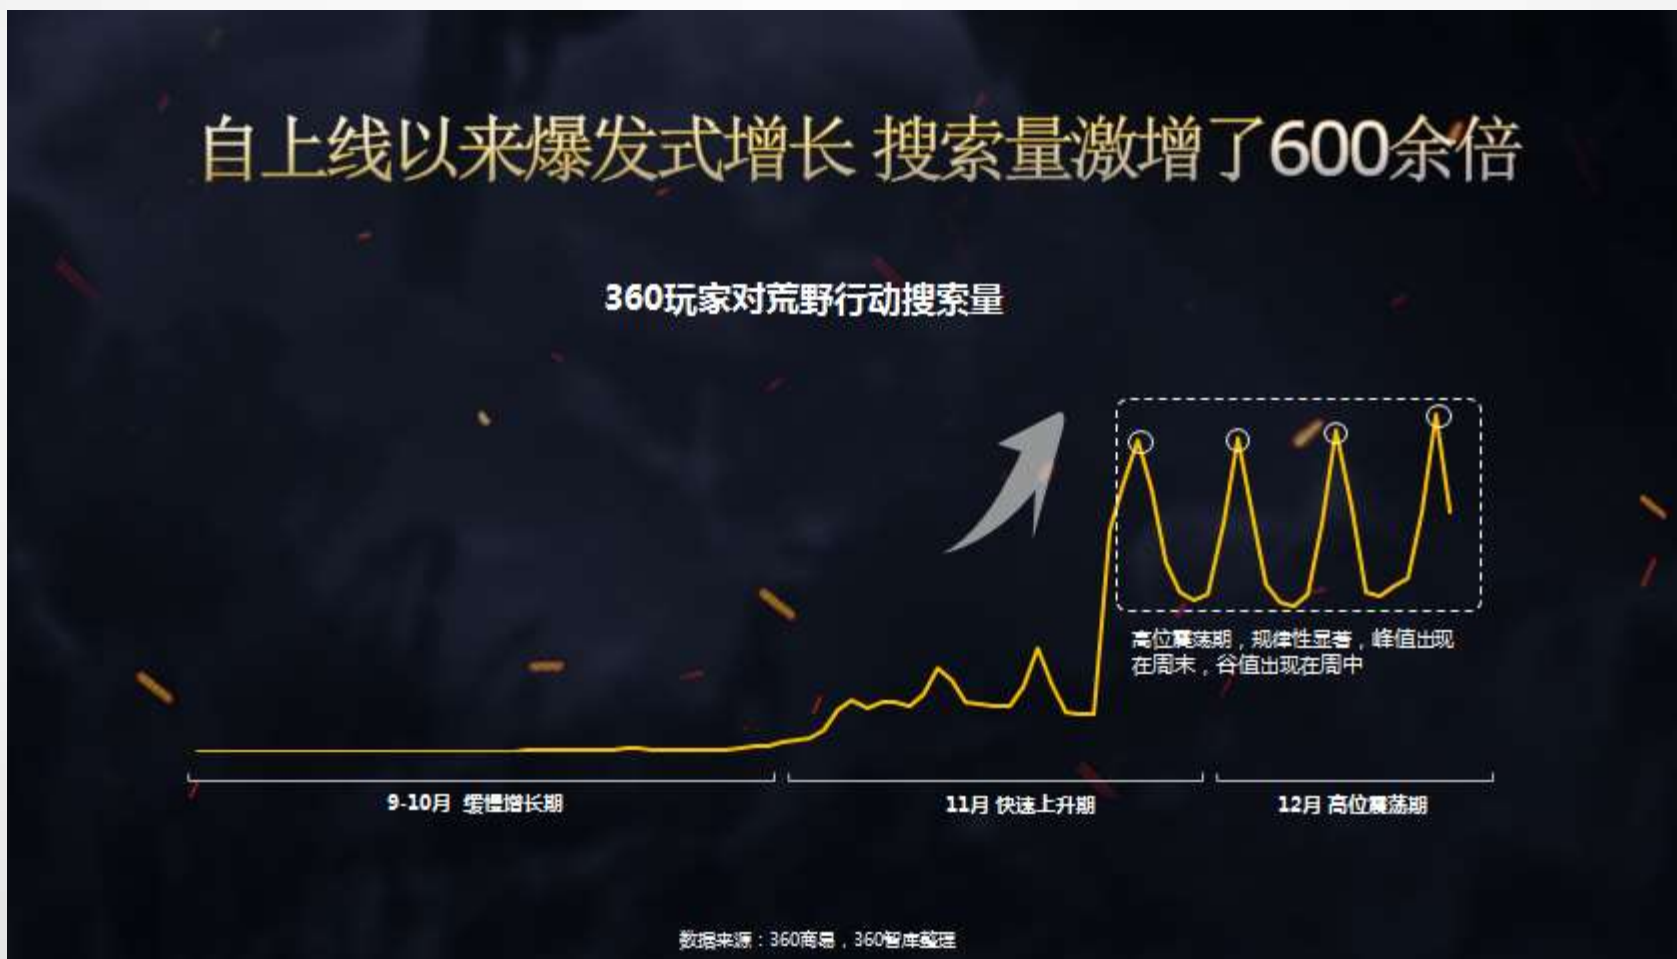 自上线以来爆发式增长 搜索量激增了600余倍
360玩家对荒野行动搜索量
高位震荡期，规律性显著，峰值出现
在周末，谷值出现在周中
9-10月 缓慢增长期
11月 快速上升期
12月 高位震荡期
数据来源：360商易，360智库整理